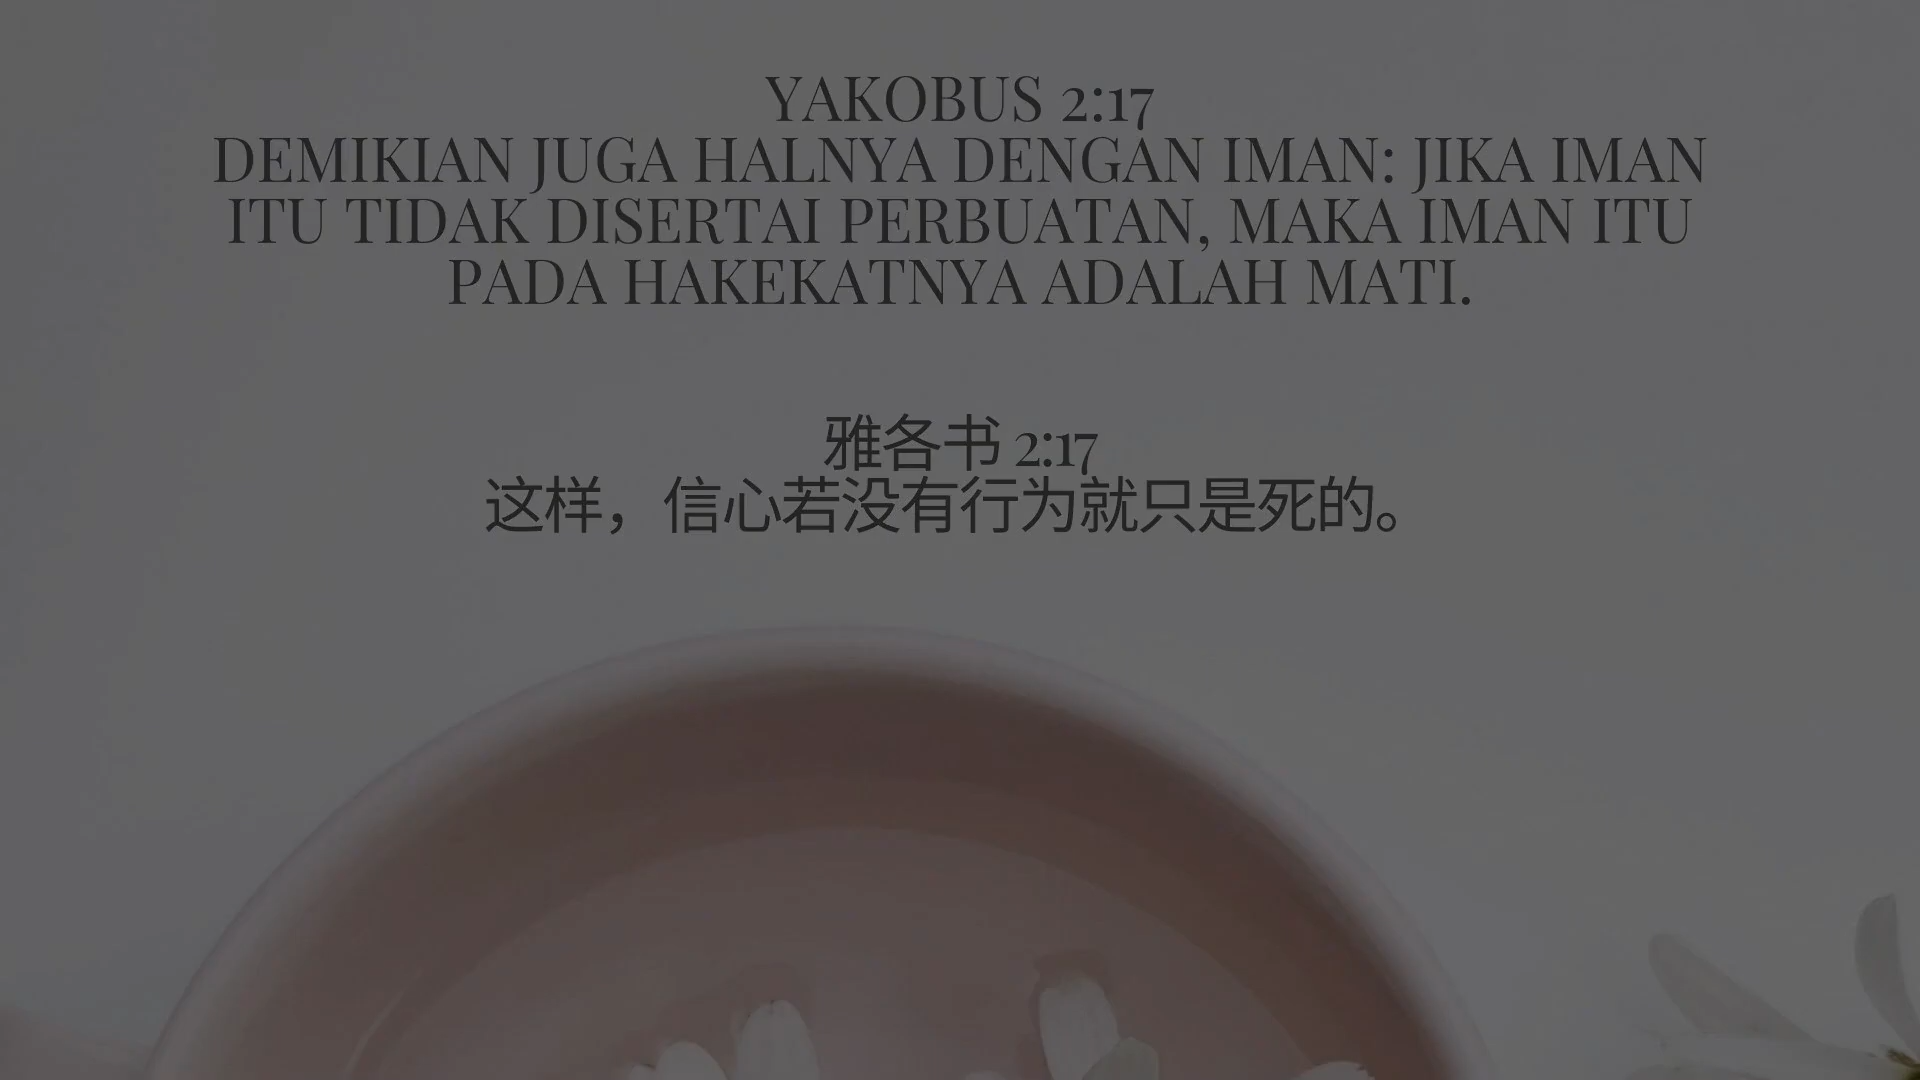 YAKOBUS 2:17
DEMIKIAN JUGA HALNYA DENGAN IMAN: JIKA IMAN
ITU TIDAK DISERTAI PERBUATAN, MAKA IMAN ITU
PADA HAKEKATNYA ADALAH MATI.
雅各书 2:17
这样，信心若没有行为就只是死的。